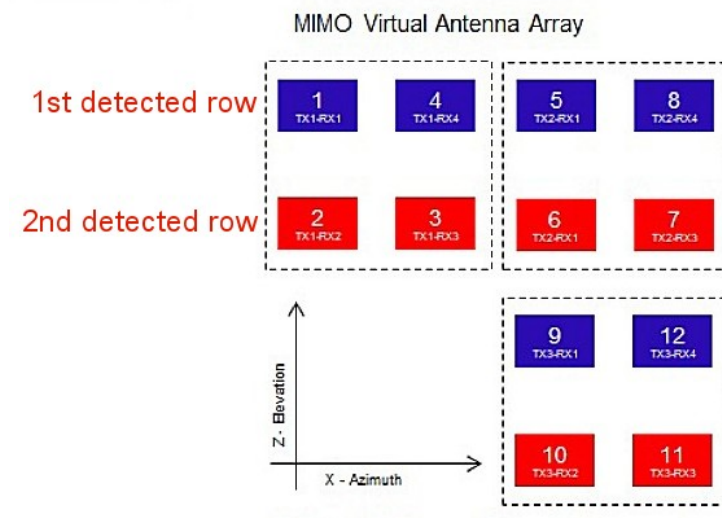 MIMO Virtual Antenna Array
1st detected row
1
TX1-RX1
4
TX1-RX4
5
TX2-RX1
8
TX2-RX4
2nd detected row
2
TX1-RX2
3
TX1-RX3
6
TX2-RX1
7
TX2-RX3
9
TX3-RX1
12
TX3-RX4
10
TX3-RX2
11
TX3-RX3
Z - Elevation
X - Azimuth